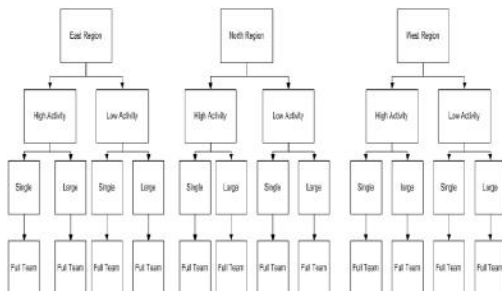 East Region North Region West Region
High Activity Low Activity High Activity Low Activity High Activity Low Activity
Single Large Single Large Single Large Single Large Single large Single Large
Full Team Full Team Full Team Full Team Full Team Full Team Full Team Full Team Full Team Full Team Full Team Full Team